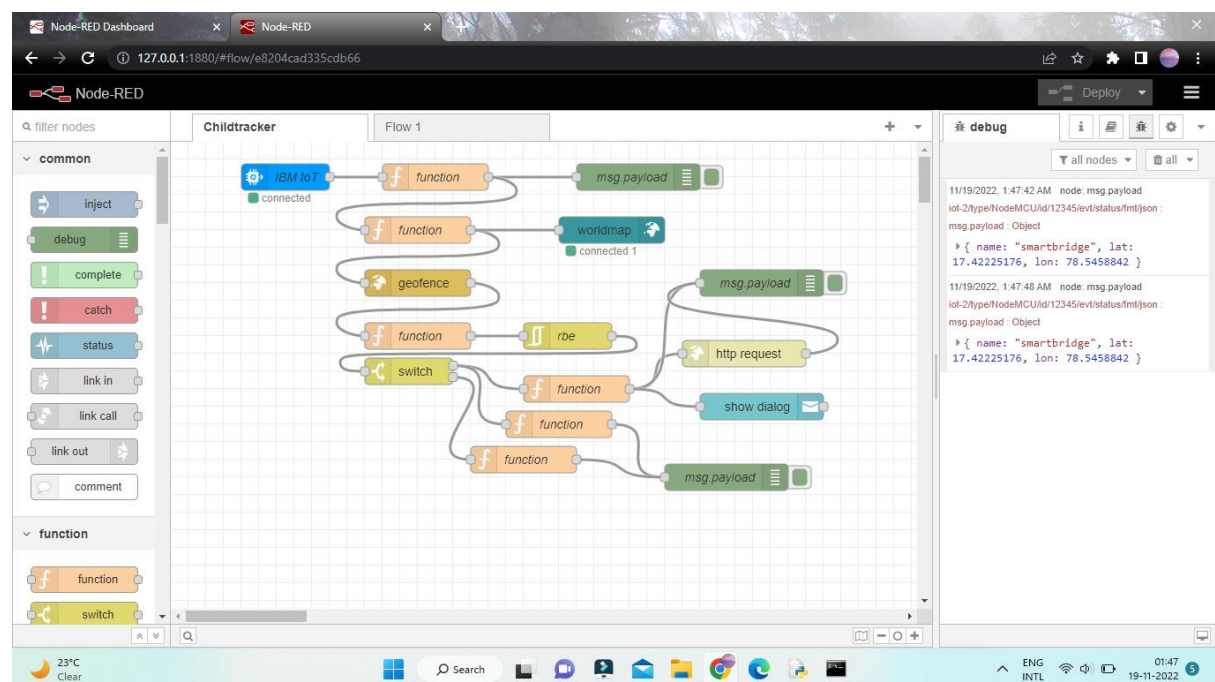 Node-RED Dashboard
Node-RED
127.0.0.1:1880/#flow/e8204cad335cdb66
Node-RED
Deploy
filter nodes
Childtracker
Flow 1
debug
i
all nodes
all
common
inject
debug
complete
catch
status
link in
link call
link out
comment
function
function
switch
IBM IoT
connected
function
msg.payload
function
worldmap
connected 1
geofence
msg.payload
function
rbe
http request
switch
function
show dialog
function
function
msg.payload
11/19/2022, 1:47:42 AM node: msg.payload
iot-2/type/NodeMCU/id/12345/evt/status/fmt/json :
msg.payload : Object
{ name: "smartbridge", lat:
17.42225176, lon: 78.5458842 }
11/19/2022, 1:47:48 AM node: msg.payload
iot-2/type/NodeMCU/id/12345/evt/status/fmt/json :
msg.payload : Object
{ name: "smartbridge", lat:
17.42225176, lon: 78.5458842 }
23°C
Clear
Search
ENG
INTL
01:47
19-11-2022
5